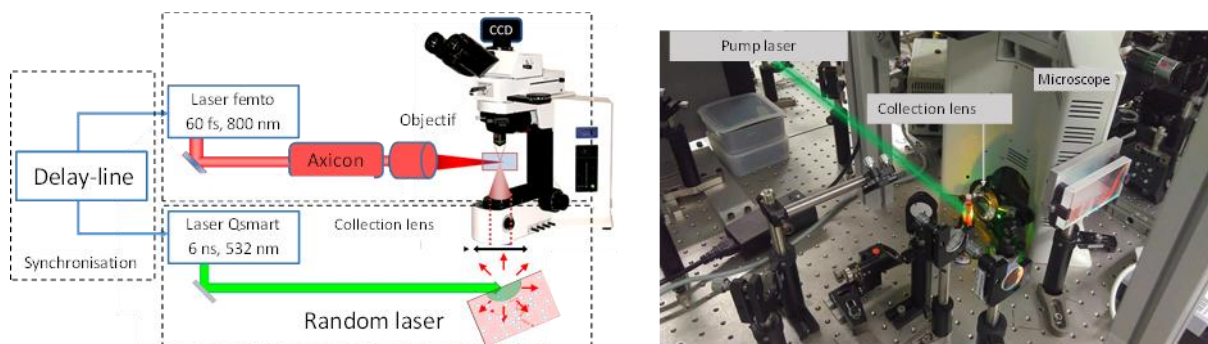 CCD
Laser femto
60 fs, 800 nm
Objectif
Axicon
Delay-line
Laser Qsmart
6 ns, 532 nm
Collection lens
Synchronisation
Random laser
Pump laser
Microscope
Collection lens